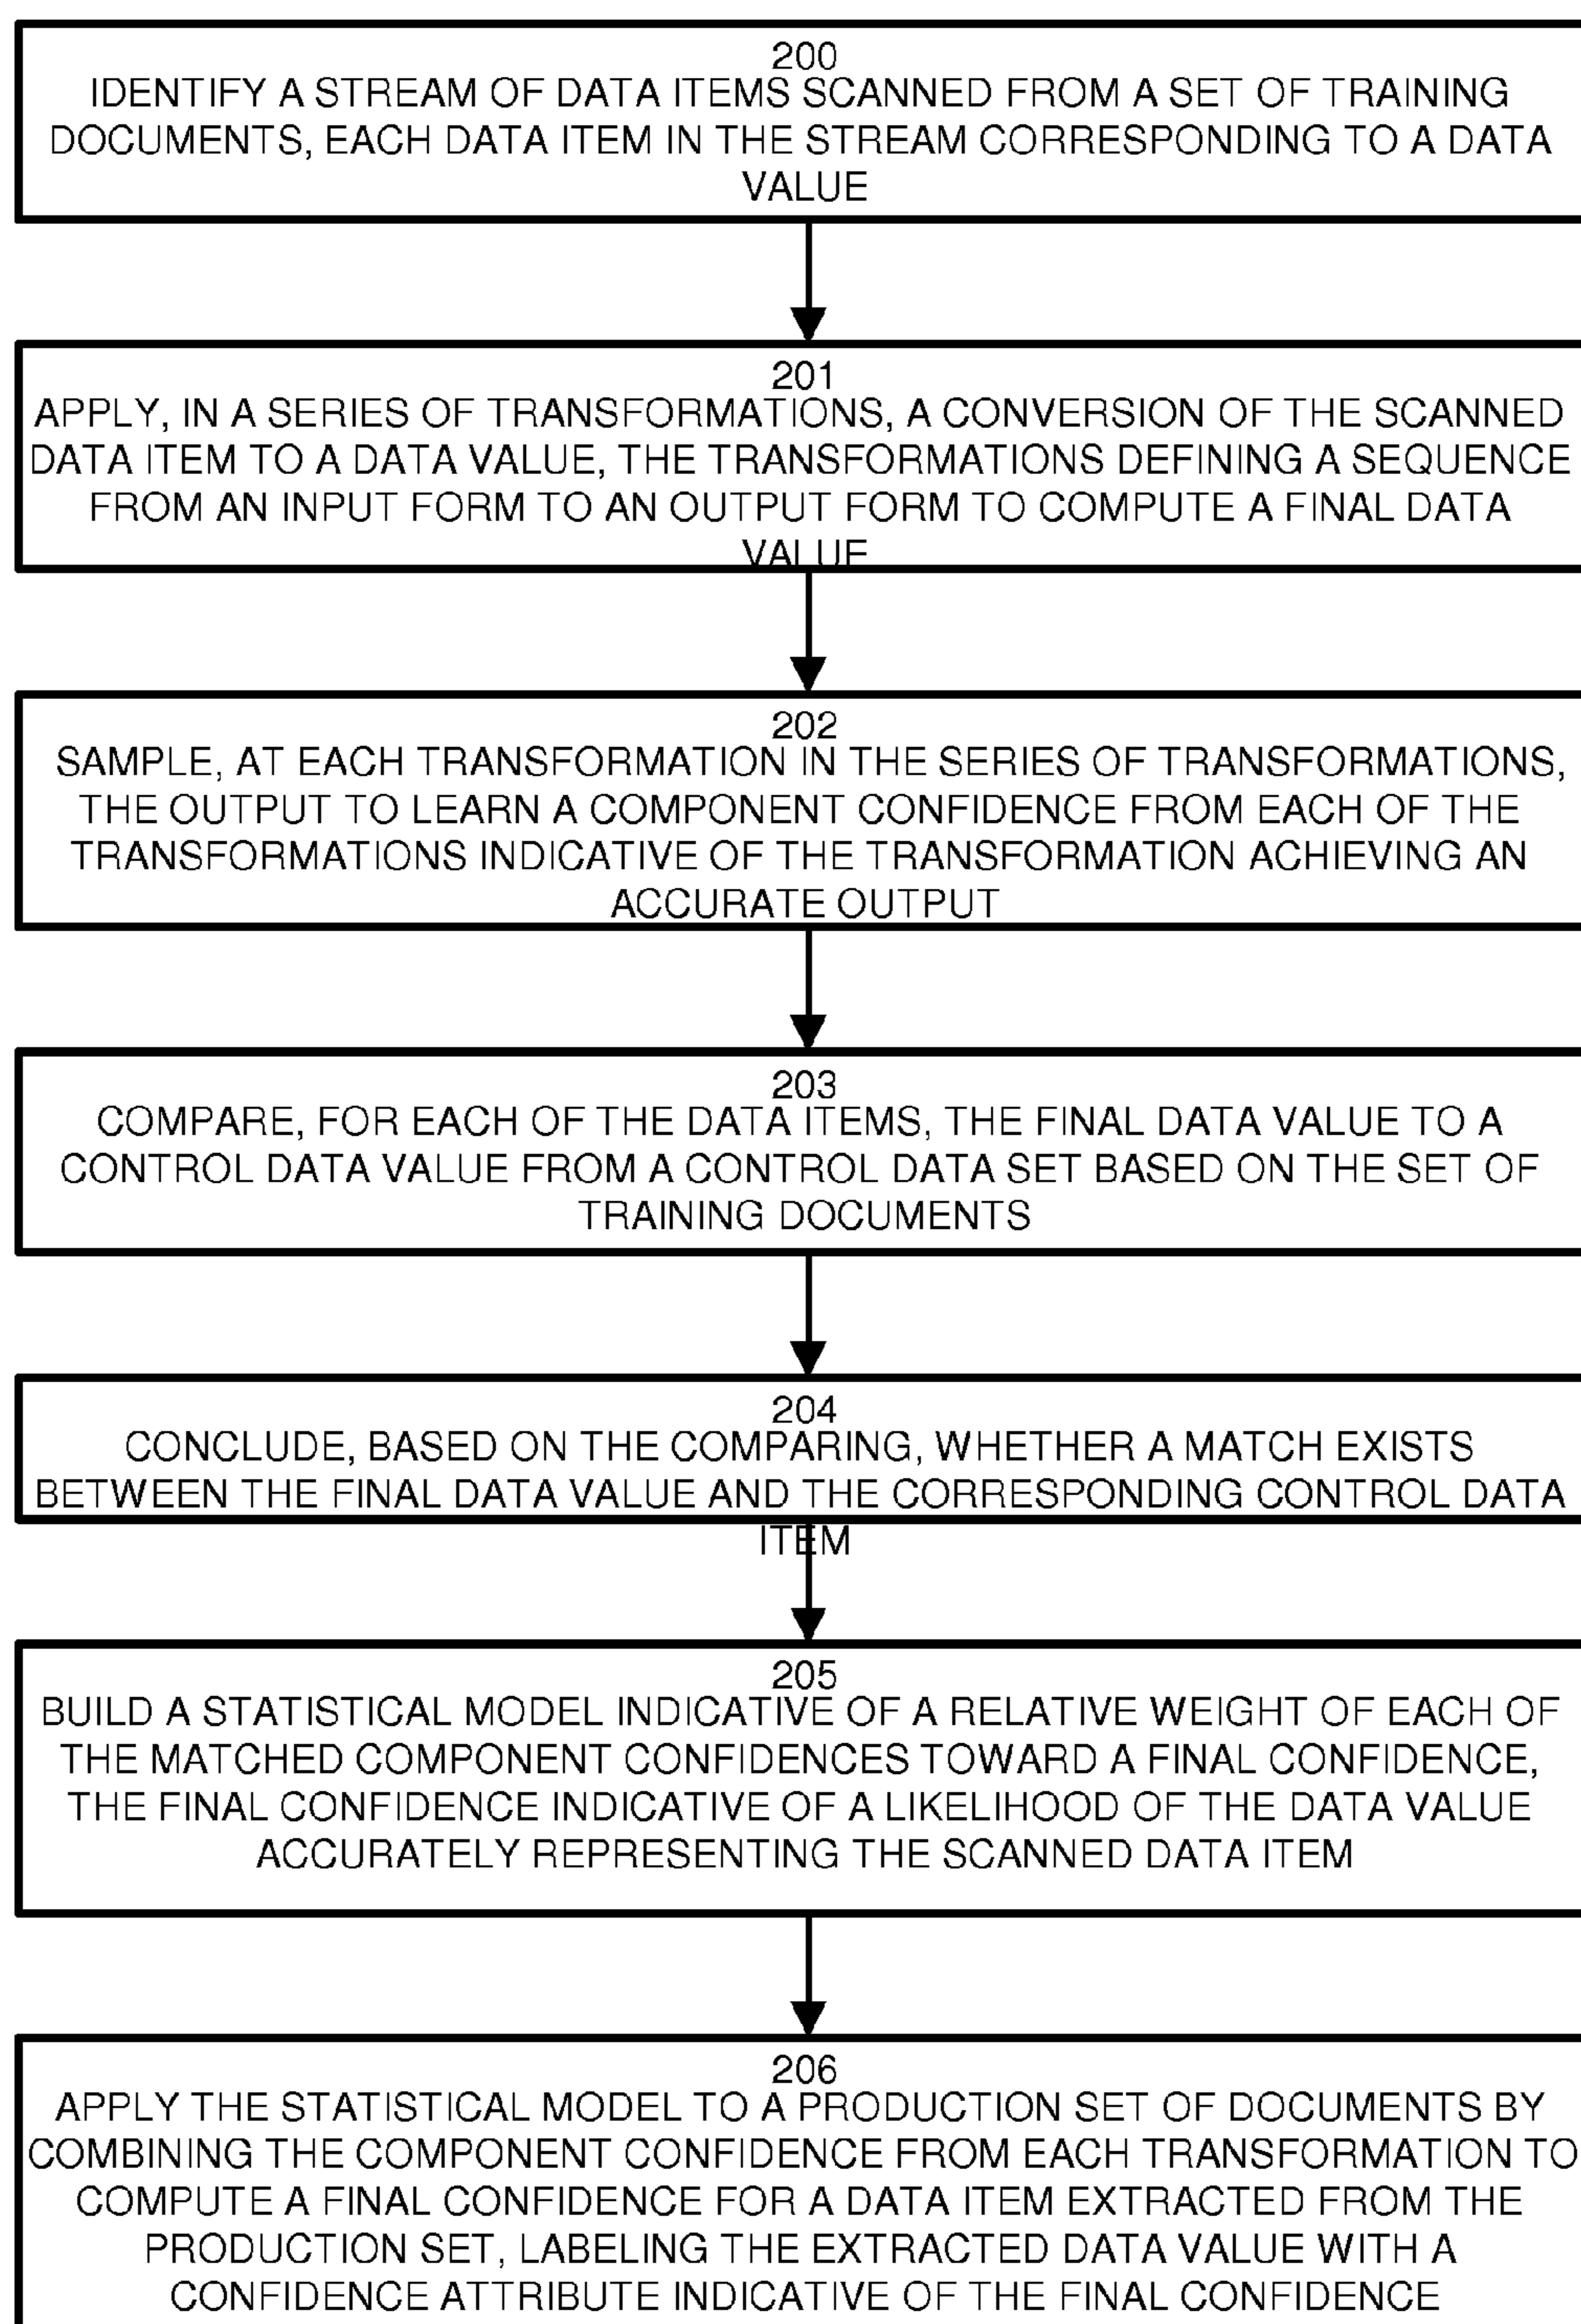 200
IDENTIFY A STREAM OF DATA ITEMS SCANNED FROM A SET OF TRAINING
DOCUMENTS, EACH DATA ITEM IN THE STREAM CORRESPONDING TO A DATA
VALUE
201
APPLY, IN A SERIES OF TRANSFORMATIONS, A CONVERSION OF THE SCANNED
DATA ITEM TO A DATA VALUE, THE TRANSFORMATIONS DEFINING A SEQUENCE
FROM AN INPUT FORM TO AN OUTPUT FORM TO COMPUTE A FINAL DATA
VALUE
202
SAMPLE, AT EACH TRANSFORMATION IN THE SERIES OF TRANSFORMATIONS,
THE OUTPUT TO LEARN A COMPONENT CONFIDENCE FROM EACH OF THE
TRANSFORMATIONS INDICATIVE OF THE TRANSFORMATION ACHIEVING AN
ACCURATE OUTPUT
203
COMPARE, FOR EACH OF THE DATA ITEMS, THE FINAL DATA VALUE TO A
CONTROL DATA VALUE FROM A CONTROL DATA SET BASED ON THE SET OF
TRAINING DOCUMENTS
204
CONCLUDE, BASED ON THE COMPARING, WHETHER A MATCH EXISTS
BETWEEN THE FINAL DATA VALUE AND THE CORRESPONDING CONTROL DATA
ITEM
205
BUILD A STATISTICAL MODEL INDICATIVE OF A RELATIVE WEIGHT OF EACH OF
THE MATCHED COMPONENT CONFIDENCES TOWARD A FINAL CONFIDENCE,
THE FINAL CONFIDENCE INDICATIVE OF A LIKELIHOOD OF THE DATA VALUE
ACCURATELY REPRESENTING THE SCANNED DATA ITEM
206
APPLY THE STATISTICAL MODEL TO A PRODUCTION SET OF DOCUMENTS BY
COMBINING THE COMPONENT CONFIDENCE FROM EACH TRANSFORMATION TO
COMPUTE A FINAL CONFIDENCE FOR A DATA ITEM EXTRACTED FROM THE
PRODUCTION SET, LABELING THE EXTRACTED DATA VALUE WITH A
CONFIDENCE ATTRIBUTE INDICATIVE OF THE FINAL CONFIDENCE